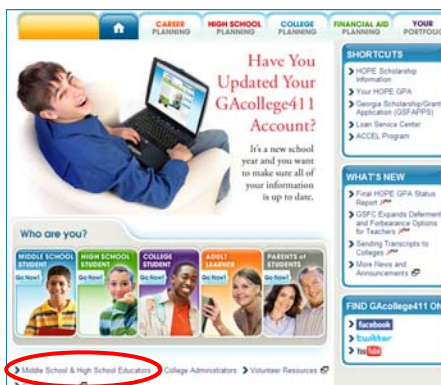 CAREER PLANNING
HIGH SCHOOL PLANNING
COLLEGE PLANNING
FINANCIAL AID PLANNING
YOUR PORTFOLIO
Have You
Updated Your
GAcollege411
Account?
It's a new school
year and you want
to make sure all of
your information
is up to date.
SHORTCUTS
HOPE Scholarship
Information
Your HOPE GPA
Georgia Scholarship/Grant
Application (GSFAPPS)
Loan Service Center
ACCEL Program
WHAT'S NEW
Final HOPE GPA Status
Report
GSFC Expands Deferment
and Forbearance Options
for Teachers
Sending Transcripts to
Colleges
More News and
Announcements
FIND GAcollege411 ON
facebook
twitter
You Tube
Who are you?
MIDDLE SCHOOL
STUDENT
Go Now!
HIGH SCHOOL
STUDENT
Go Now!
COLLEGE
STUDENT
Go Now!
ADULT
LEARNER
Go Now!
PARENTS of
STUDENTS
Go Now!
Middle School & High School Educators
College Administrators
Volunteer Resources